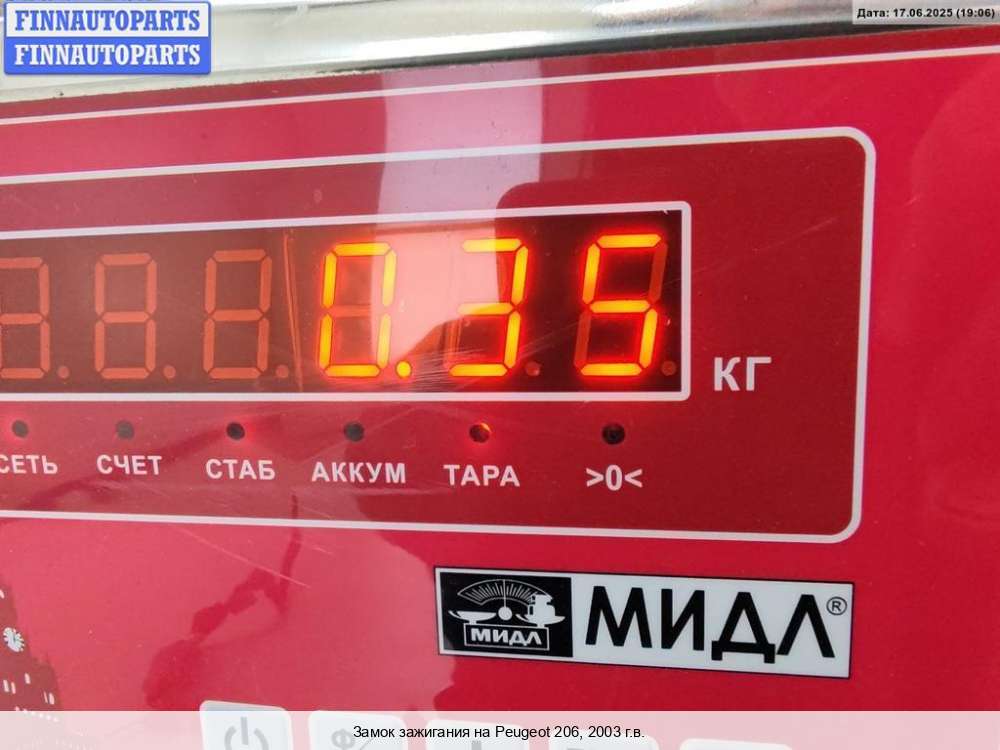 FINNAUTOPARTS
FINNAUTOPARTS
Дата: 17.06.2025 (19:06)
0.36
КГ
СЕТЬ СЧЕТ СТАБ АККУМ ТАРА >0<
МИДЛ МИДЛ®
Замок зажигания на Peugeot 206, 2003 г.в.